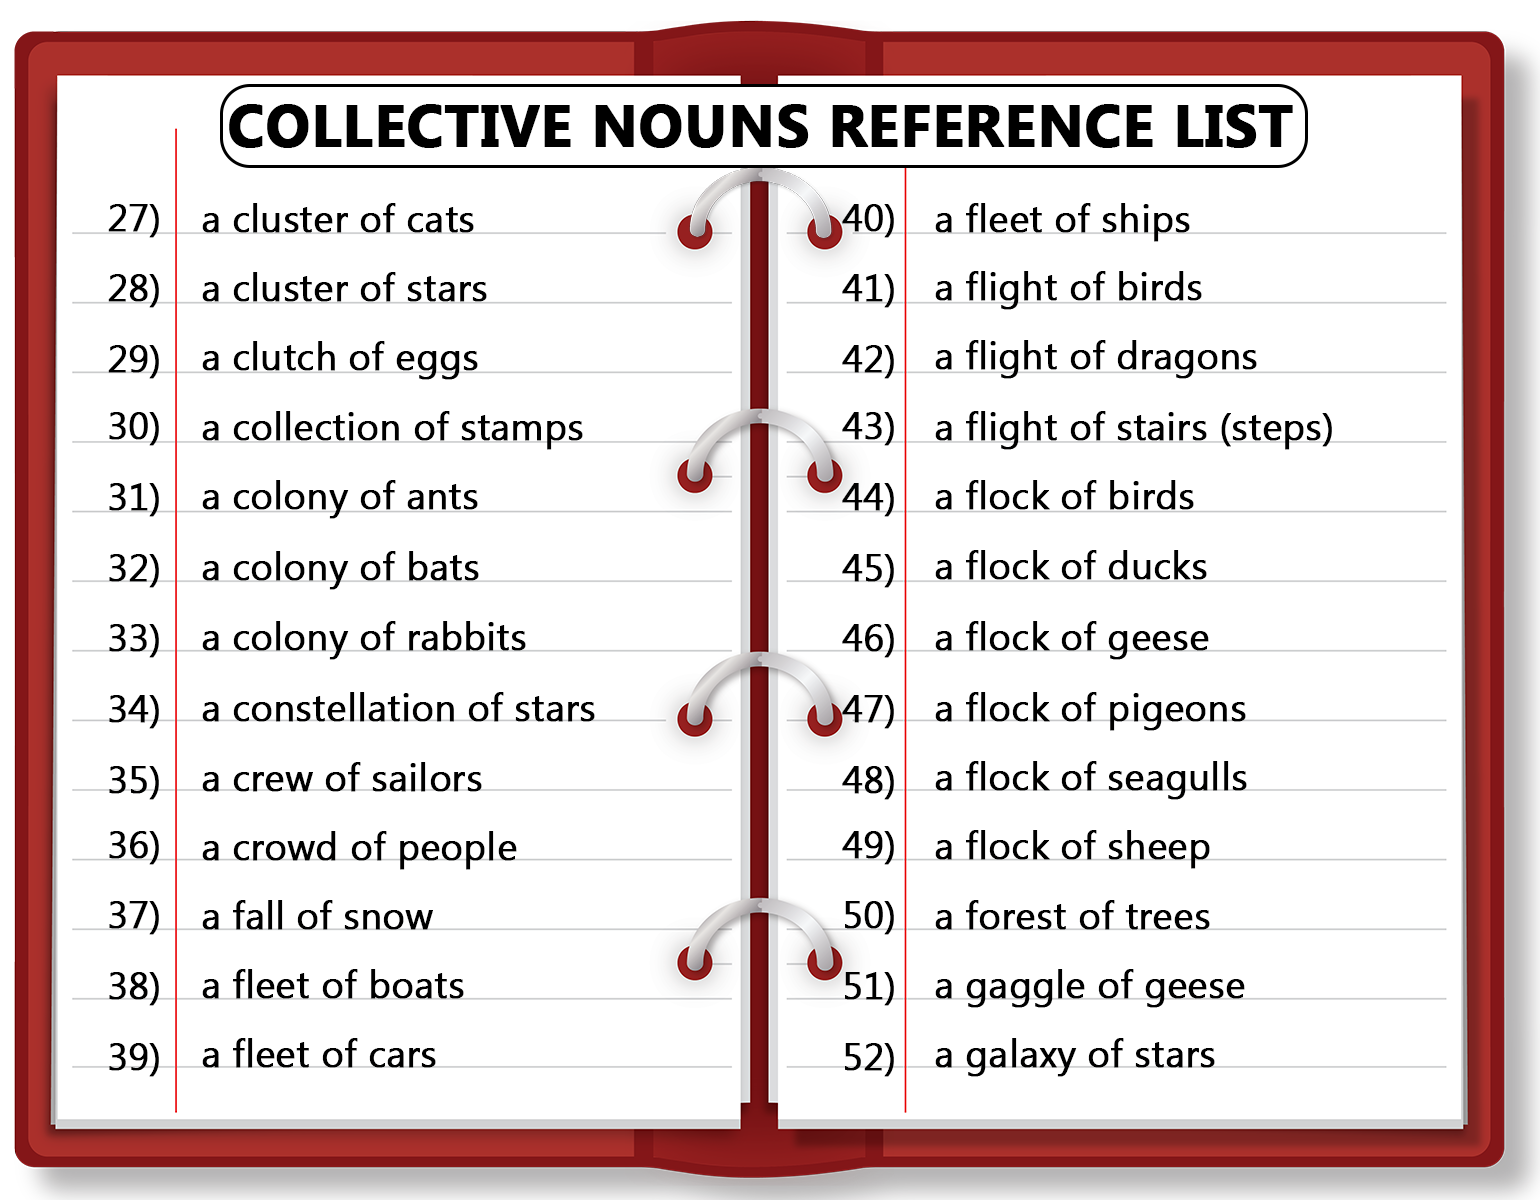 COLLECTIVE NOUNS REFERENCE LIST
27) a cluster of cats
28) a cluster of stars
29) a clutch of eggs
30) a collection of stamps
31) a colony of ants
32) a colony of bats
33) a colony of rabbits
34) a constellation of stars
35) a crew of sailors
36) a crowd of people
37) a fall of snow
38) a fleet of boats
39) a fleet of cars
40) a fleet of ships
41) a flight of birds
42) a flight of dragons
43) a flight of stairs (steps)
44) a flock of birds
45) a flock of ducks
46) a flock of geese
47) a flock of pigeons
48) a flock of seagulls
49) a flock of sheep
50) a forest of trees
51) a gaggle of geese
52) a galaxy of stars